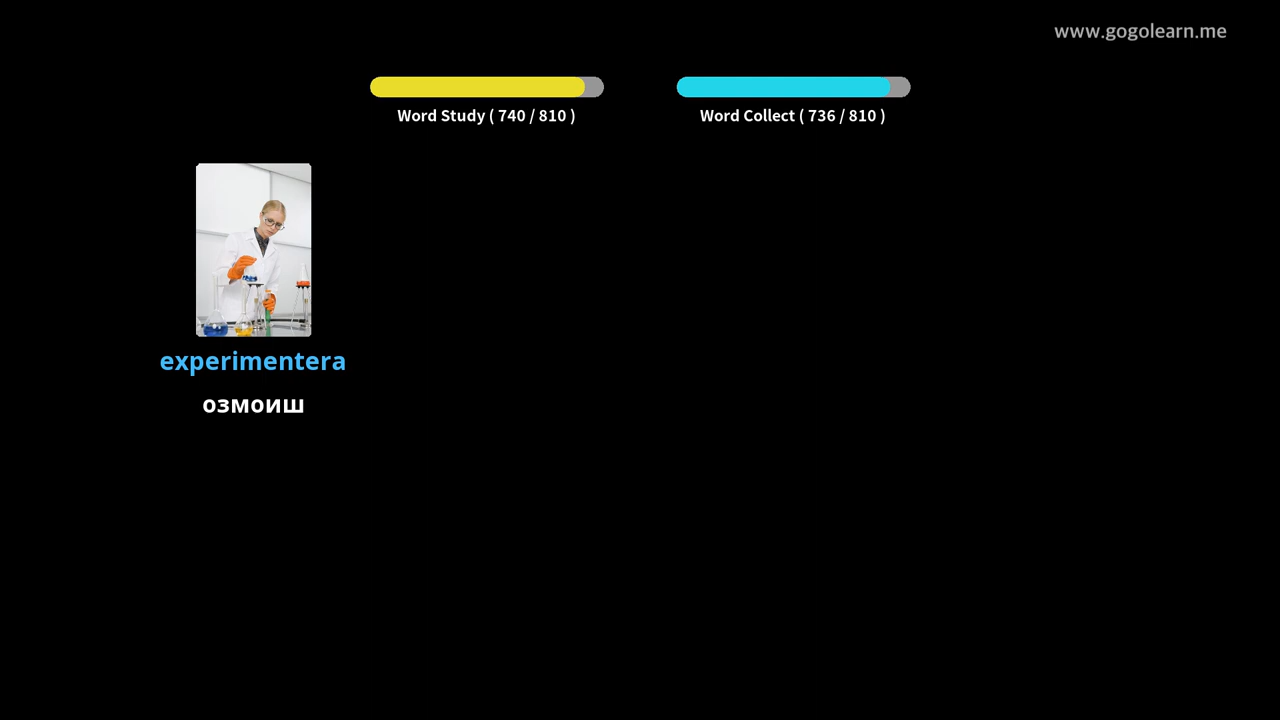 www.gogolearn.me
Word Study ( 740 / 810 )
Word Collect ( 736 / 810 )
experimentera
озмоиш